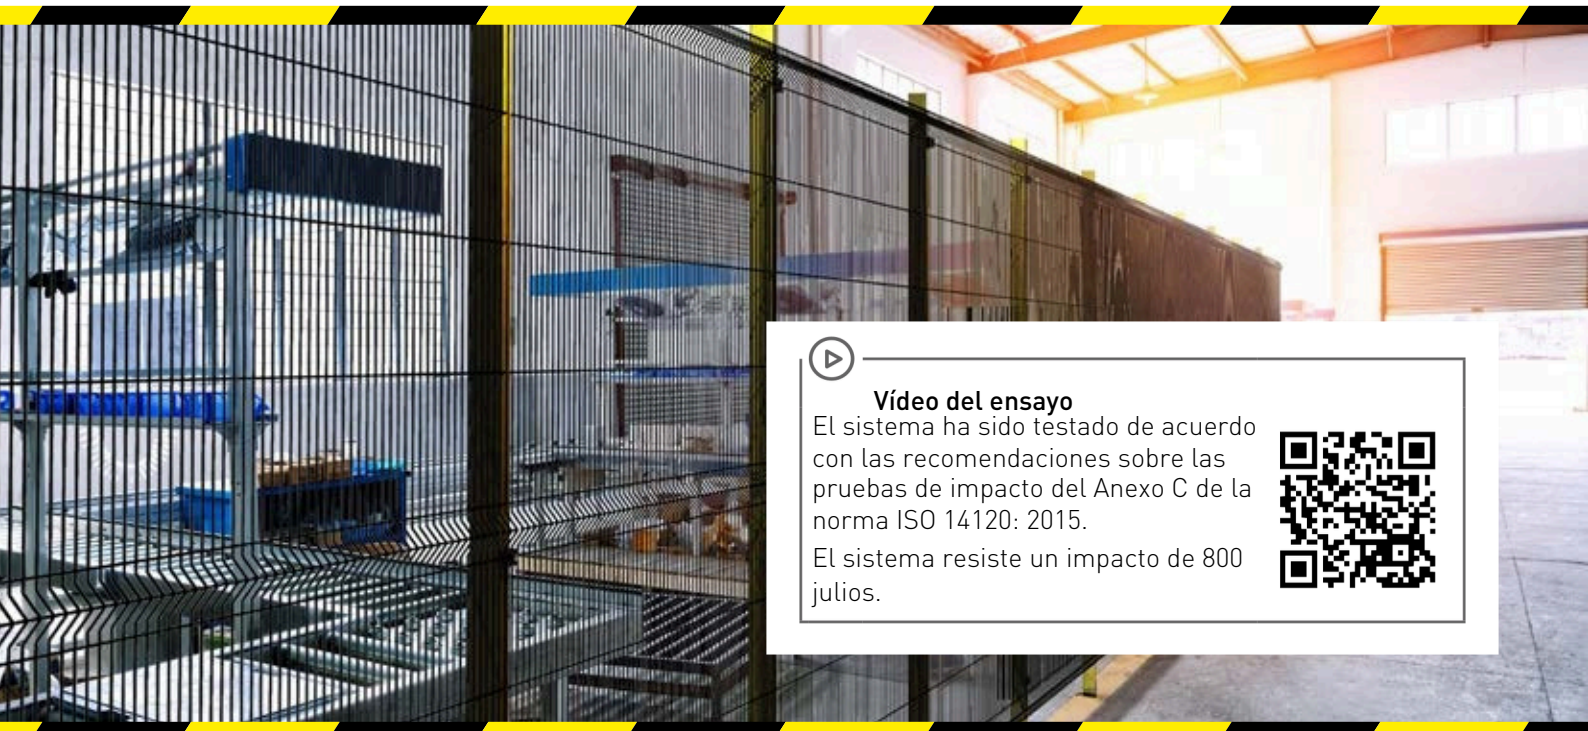 Vídeo del ensayo
El sistema ha sido testado de acuerdo
con las recomendaciones sobre las
pruebas de impacto del Anexo C de la
norma ISO 14120: 2015.
El sistema resiste un impacto de 800
julios.